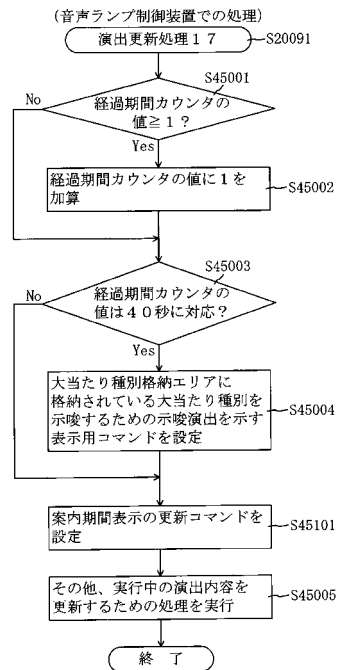 (音声ランプ制御装置での処理)
演出更新処理17
S20091
S45001
No
経過期間カウンタの
値≧1?
Yes
経過期間カウンタの値に1を
加算
S45002
S45003
No
経過期間カウンタの
値は40秒に対応?
Yes
大当たり種別格納エリアに
格納されている大当たり種別を
示唆するための示唆演出を示す
表示用コマンドを設定
S45004
案内期間表示の更新コマンドを
設定
S45101
その他、実行中の演出内容を
更新するための処理を実行
S45005
終 了